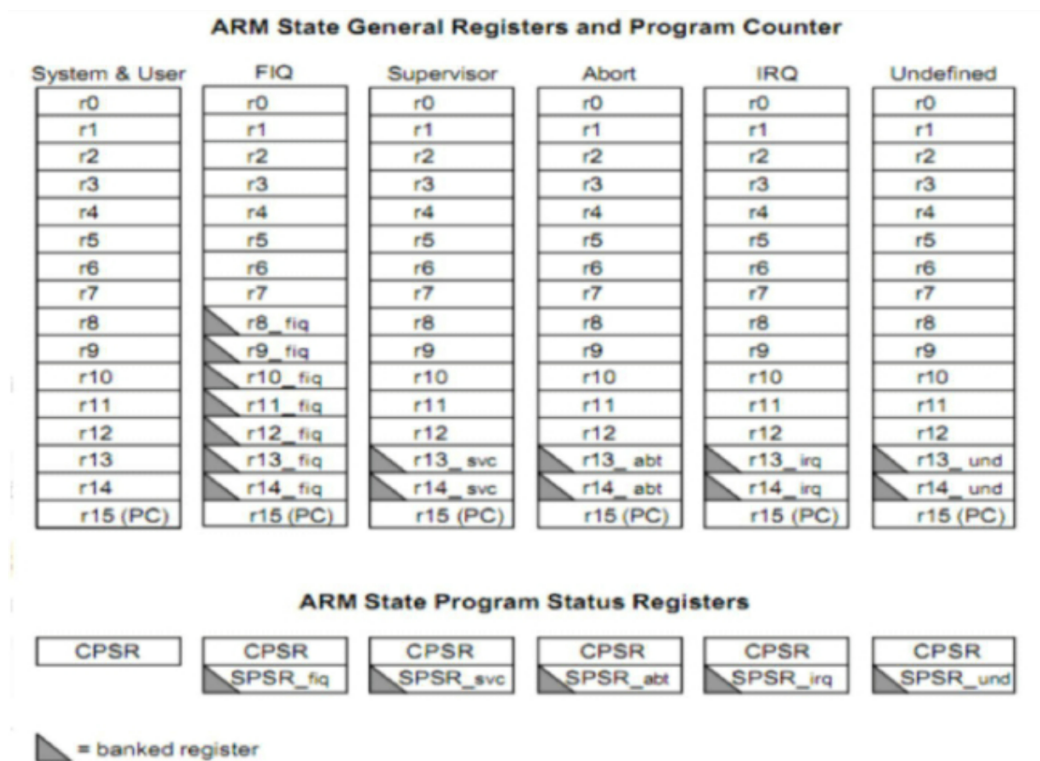 ARM State General Registers and Program Counter
System & User FIQ Supervisor Abort IRQ Undefined
r0 r0 r0 r0 r0 r0
r1 r1 r1 r1 r1 r1
r2 r2 r2 r2 r2 r2
r3 r3 r3 r3 r3 r3
r4 r4 r4 r4 r4 r4
r5 r5 r5 r5 r5 r5
r6 r6 r6 r6 r6 r6
r7 r7 r7 r7 r7 r7
r8 r8_fiq r8 r8 r8 r8
r9 r9_fiq r9 r9 r9 r9
r10 r10_fiq r10 r10 r10 r10
r11 r11_fiq r11 r11 r11 r11
r12 r12_fiq r12 r12 r12 r12
r13 r13_fiq r13_svc r13_abt r13_irq r13_und
r14 r14_fiq r14_svc r14_abt r14_irq r14_und
r15 (PC) r15 (PC) r15 (PC) r15 (PC) r15 (PC) r15 (PC)
ARM State Program Status Registers
CPSR CPSR CPSR CPSR CPSR CPSR
SPSR_fiq SPSR_svc SPSR_abt SPSR_irq SPSR_und
= banked register